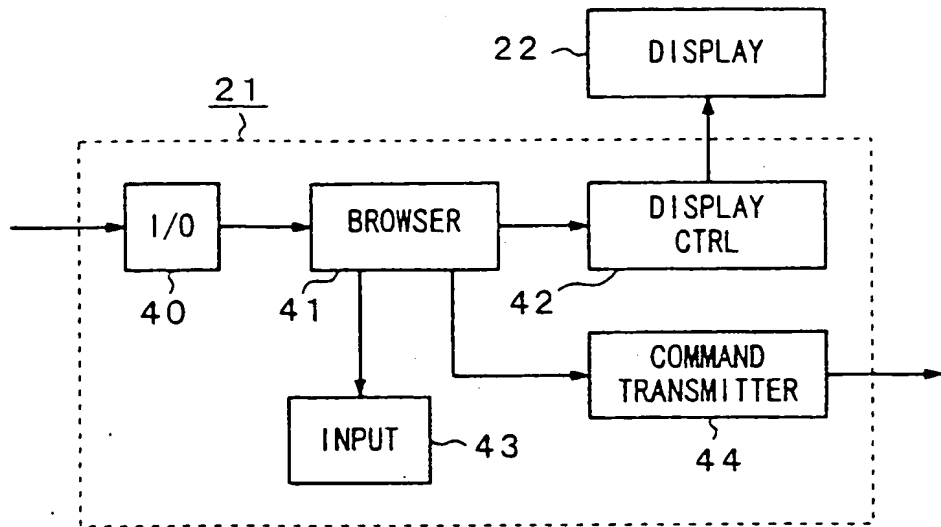 22
DISPLAY
21
I/O
BROWSER
DISPLAY
CTRL
40
41
42
COMMAND
TRANSMITTER
INPUT
43
44